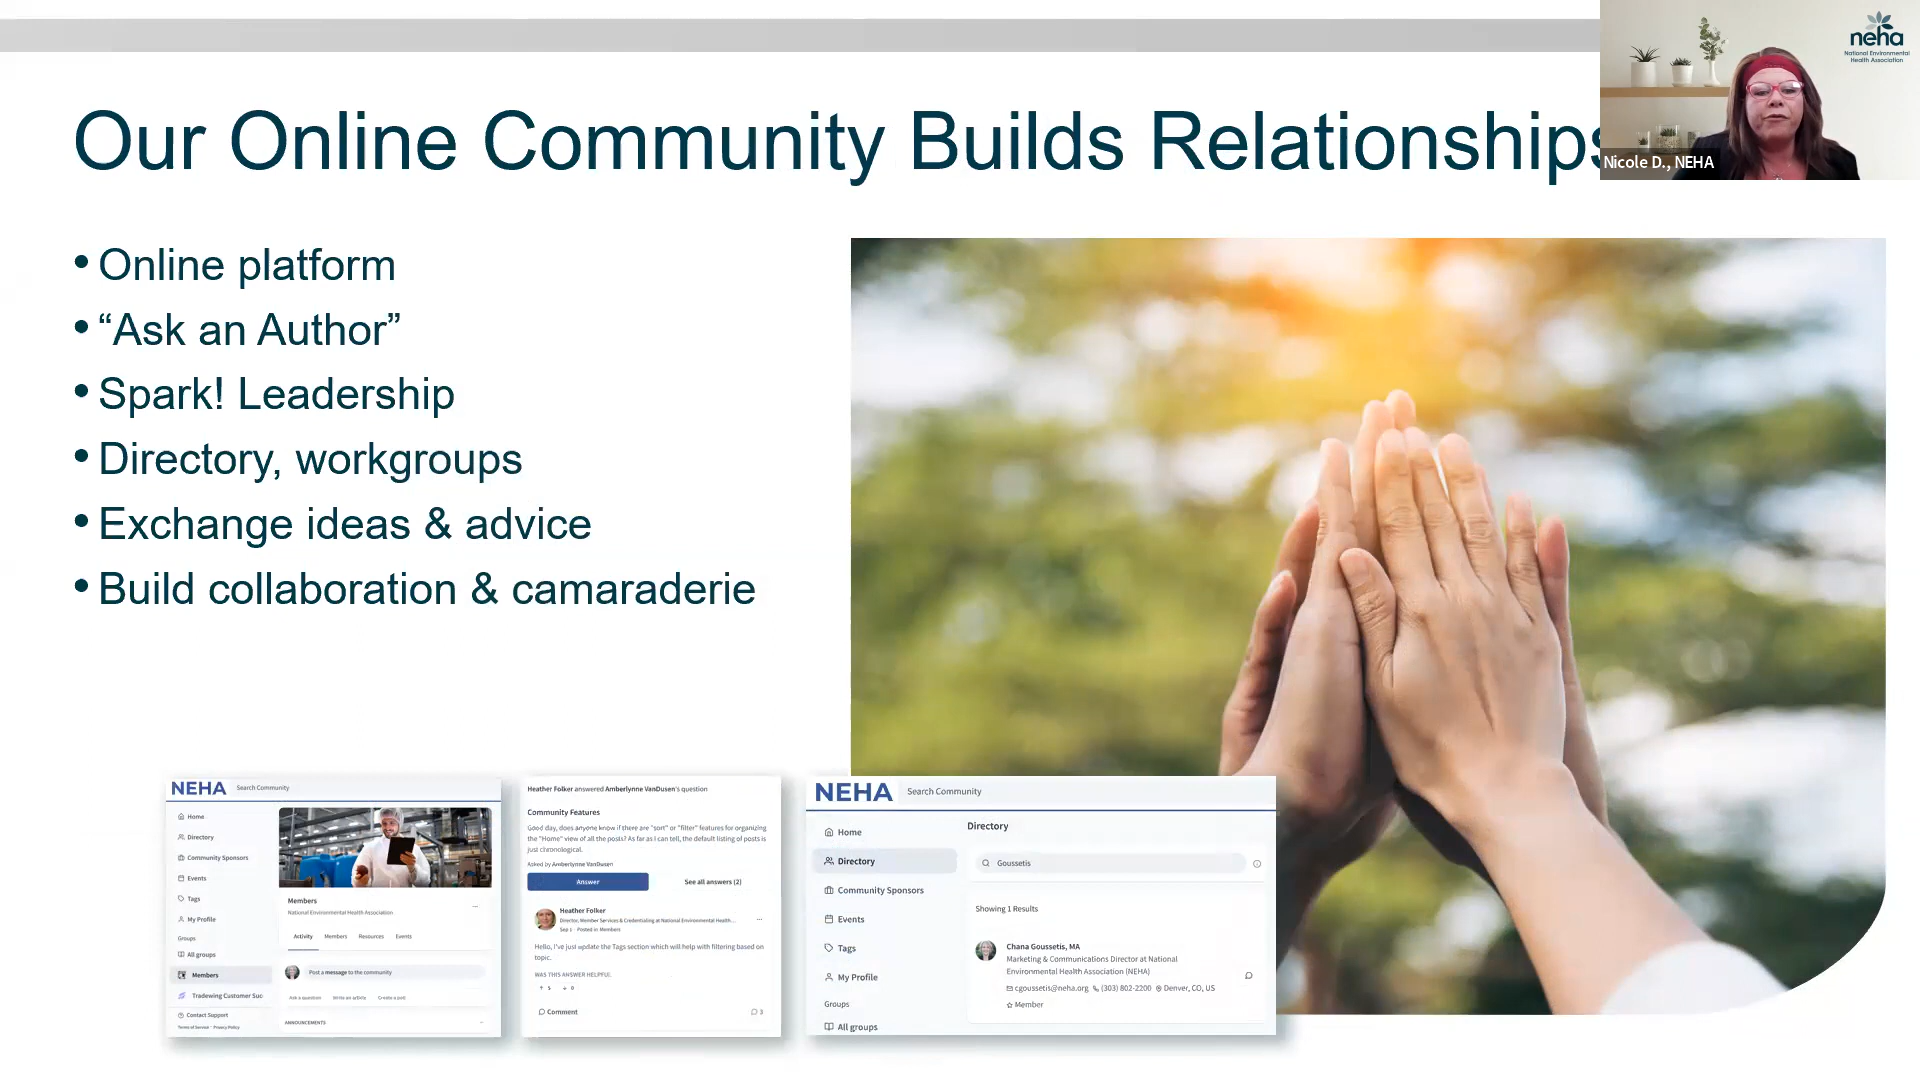 neha
National Environmental
Health Association
Nicole D., NEHA
Our Online Community Builds Relationships
• Online platform
• “Ask an Author”
• Spark! Leadership
• Directory, workgroups
• Exchange ideas & advice
• Build collaboration & camaraderie
NEHA
Search Community
Home
Directory
Community Sponsors
Events
Tags
My Profile
Groups
All groups
Members
Tradewing Customer Suc
Contact Support
Terms of Service · Privacy Policy
Members
National Environmental Health Association
Activity Members Resources Events
Post a message to the community
Ask a question Write an article Create a poll
ANNOUNCEMENTS
Heather Folker answered Amberlynne VanDusen's question
Community Features
Good day, does anyone know if there are "sort" or "filter" features for organizing
the "Home" view of all the posts? As far as I can tell, the default listing of posts is
just chronological.
Asked by Amberlynne VanDusen
Answer See all answers (2)
Heather Folker
Director, Member Services & Credentialing at National Environmental Health...
Sep 1 · Posted in Members
Hello, I've just update the Tags section which will help with filtering based on
topic.
WAS THIS ANSWER HELPFUL
↑ 5 ↓ 0
Comment 3
NEHA
Search Community
Home
Directory
Community Sponsors
Events
Tags
My Profile
Groups
All groups
Directory
Goussetis
Showing 1 Results
Chana Goussetis, MA
Marketing & Communications Director at National
Environmental Health Association (NEHA)
cgoussetis@neha.org (303) 802-2200 Denver, CO, US
Member